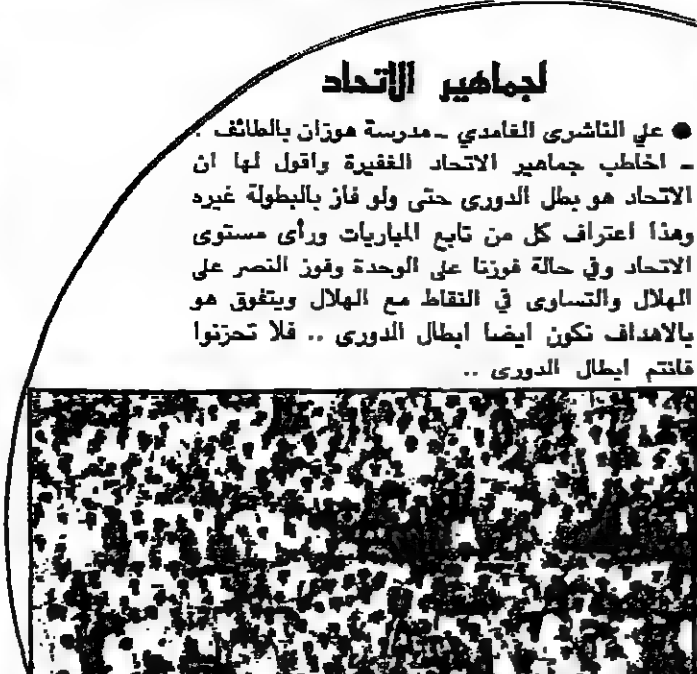 لجماهير الاتحاد
● علي الناشرى الغامدي ـ مدرسة هوزان بالطائف :
ـ اخاطب جماهير الاتحاد الغفيرة واقول لها ان
الاتحاد هو بطل الدورى حتى ولو فاز بالبطولة غيره
وهذا اعتراف كل من تابع المباريات ورأى مستوى
الاتحاد وفي حالة فوزنا على الوحدة وفوز النصر على
الهلال والتساوى في النقاط مع الهلال ويتفوق هو
بالاهداف نكون ايضا ابطال الدورى .. فلا تحزنوا
فانتم ابطال الدورى ..